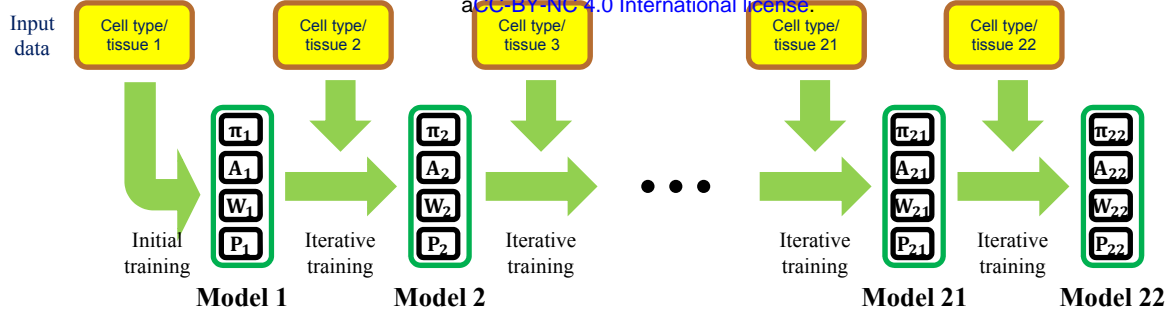 aCC-BY-NC 4.0 International license.
Input
data
Cell type/
tissue 1
Cell type/
tissue 2
Cell type/
tissue 3
Cell type/
tissue 21
Cell type/
tissue 22
π₁
A₁
W₁
P₁
π₂
A₂
W₂
P₂
• • •
π₂₁
A₂₁
W₂₁
P₂₁
π₂₂
A₂₂
W₂₂
P₂₂
Initial
training
Iterative
training
Iterative
training
Iterative
training
Iterative
training
Model 1
Model 2
Model 21
Model 22